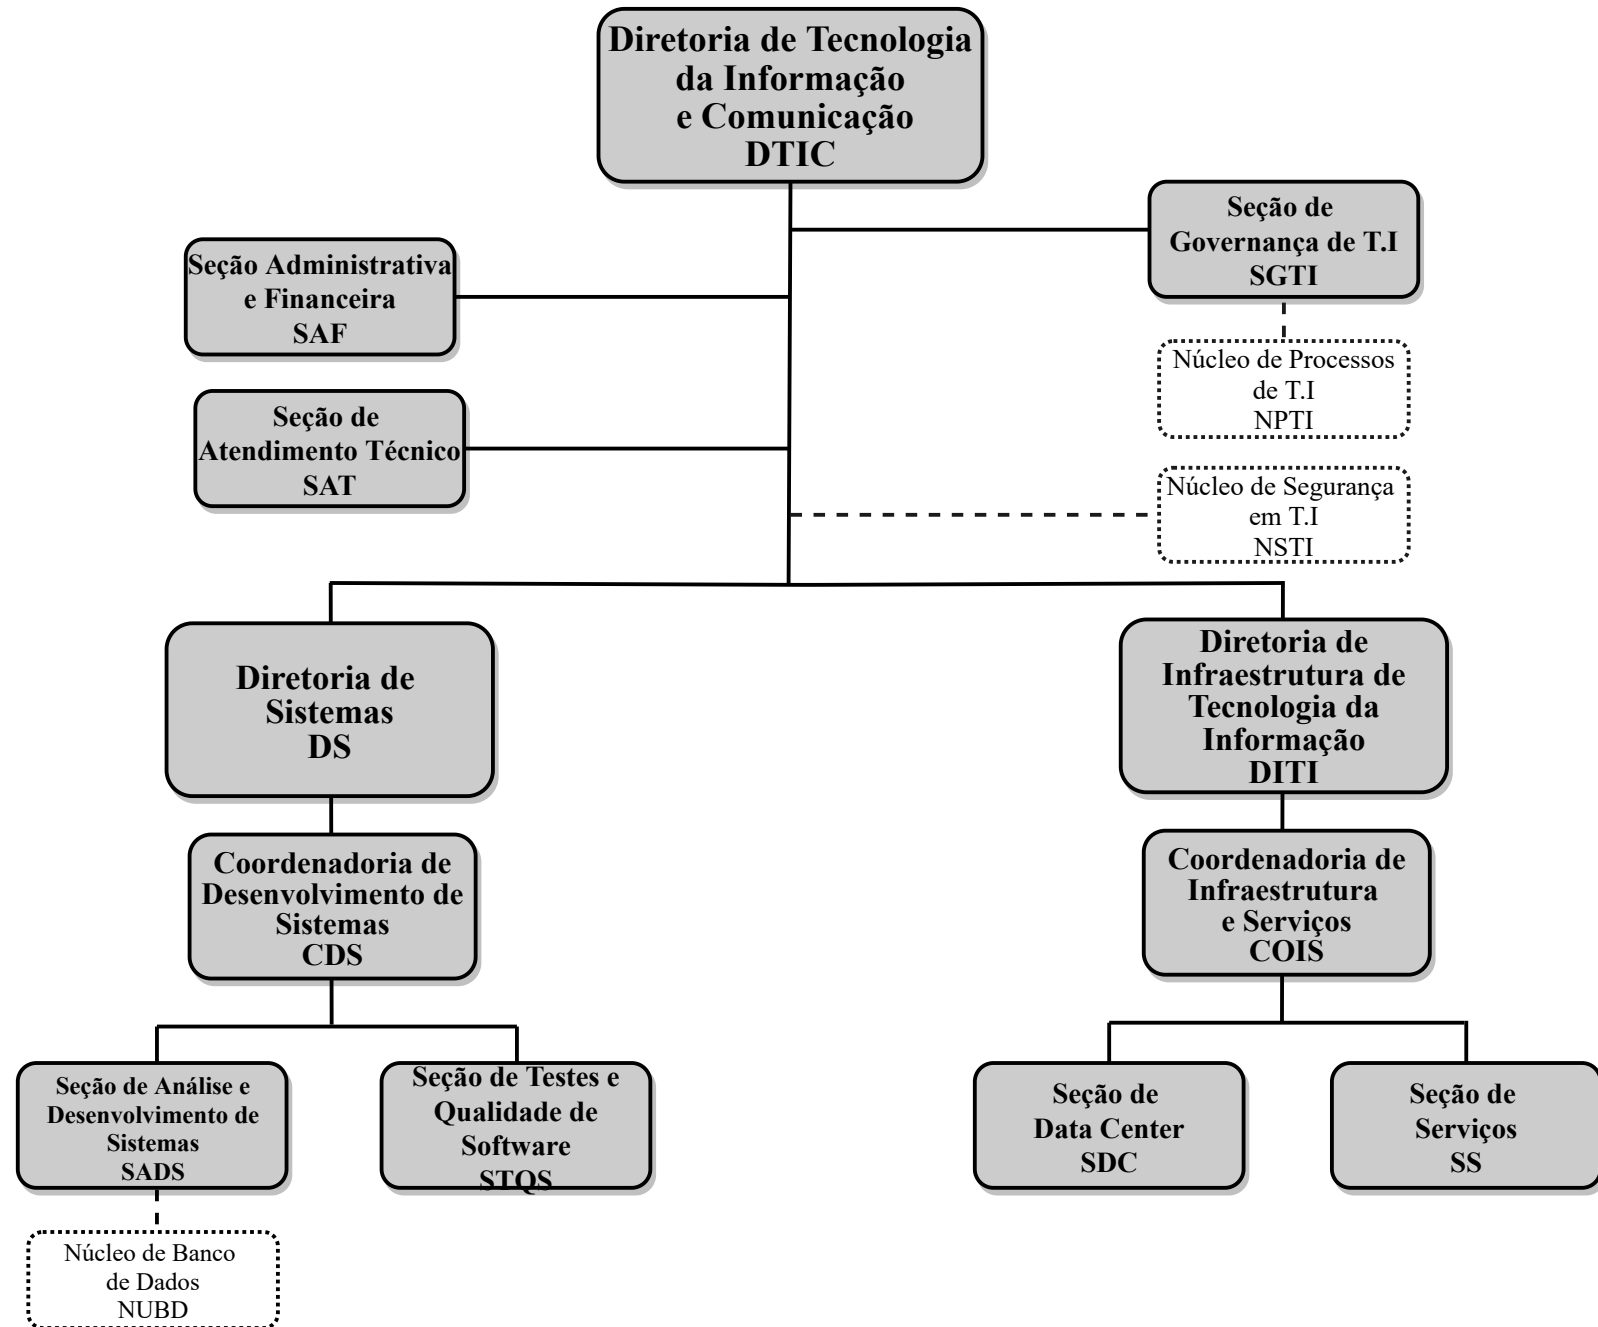 Diretoria de Tecnologia
da Informação
e Comunicação
DTIC
Seção de
Governança de T.I
SGTI
Seção Administrativa
e Financeira
SAF
Núcleo de Processos
de T.I
NPTI
Seção de
Atendimento Técnico
SAT
Núcleo de Segurança
em T.I
NSTI
Diretoria de
Sistemas
DS
Diretoria de
Infraestrutura de
Tecnologia da
Informação
DITI
Coordenadoria de
Desenvolvimento de
Sistemas
CDS
Coordenadoria de
Infraestrutura
e Serviços
COIS
Seção de Análise e
Desenvolvimento de
Sistemas
SADS
Seção de Testes e
Qualidade de
Software
STQS
Seção de
Data Center
SDC
Seção de
Serviços
SS
Núcleo de Banco
de Dados
NUBD